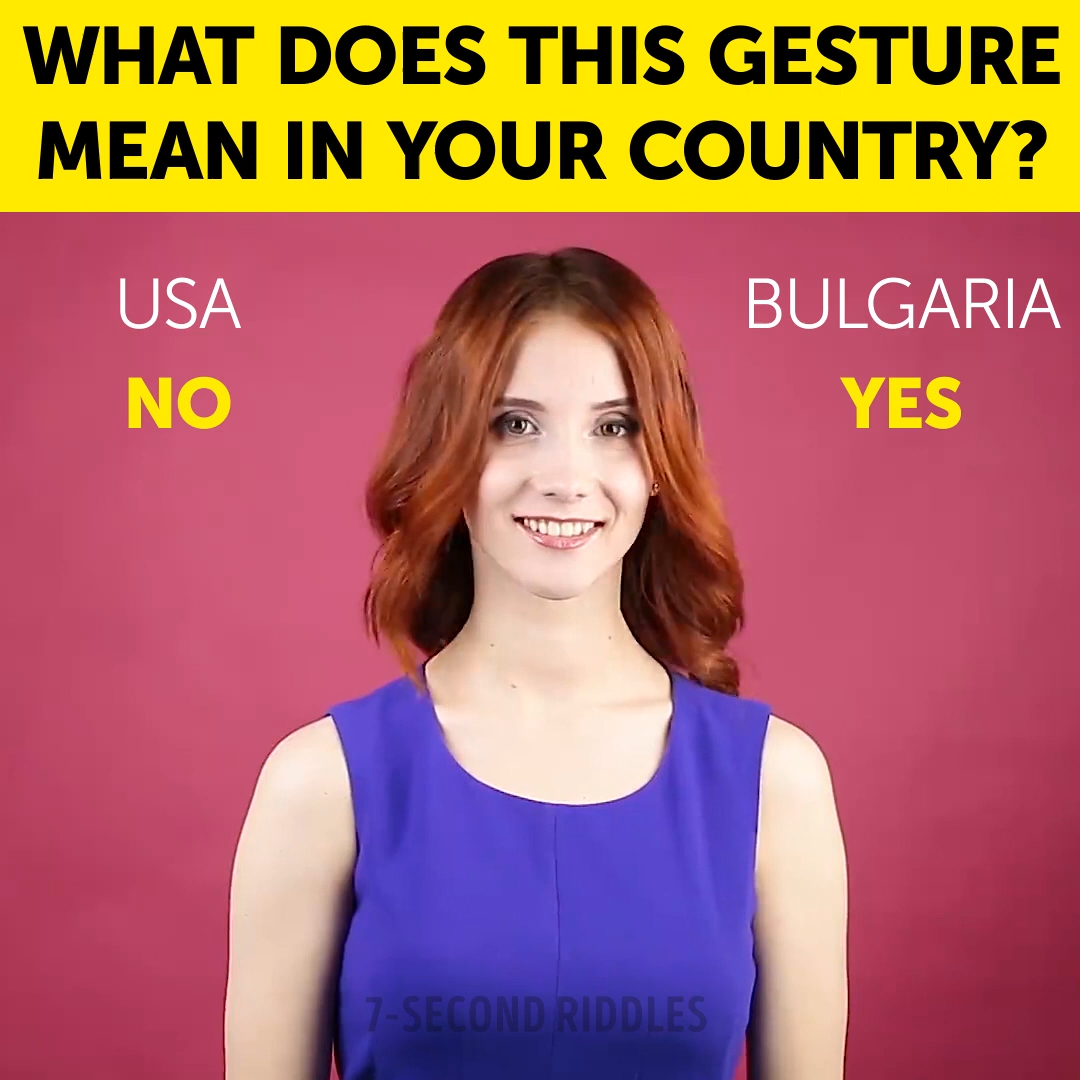 WHAT DOES THIS GESTURE
MEAN IN YOUR COUNTRY?
USA
BULGARIA
NO
YES
7-SECOND RIDDLES